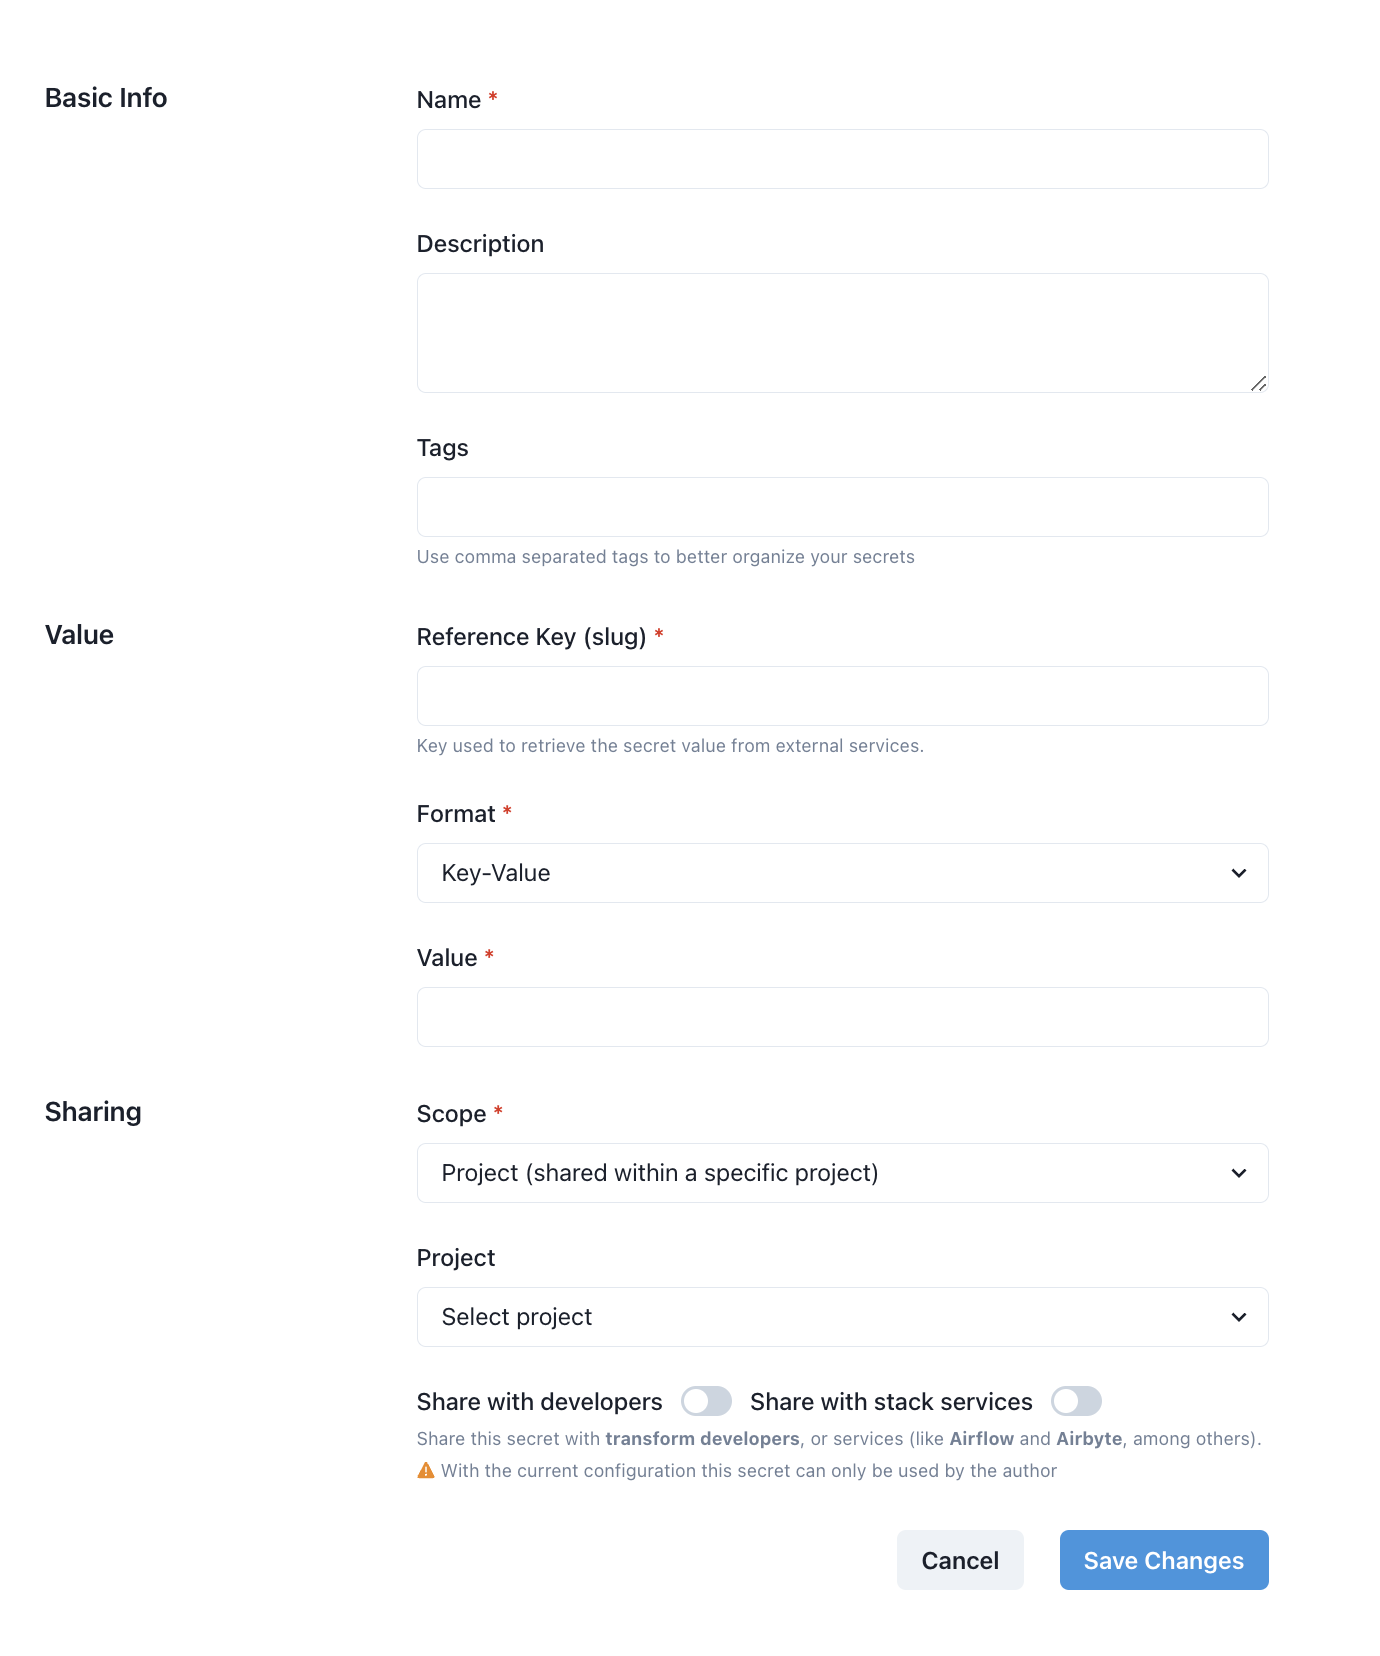 Basic Info
Name *
Description
Tags
Use comma separated tags to better organize your secrets
Value
Reference Key (slug) *
Key used to retrieve the secret value from external services.
Format *
Key-Value
Value *
Sharing
Scope *
Project (shared within a specific project)
Project
Select project
Share with developers Share with stack services
Share this secret with transform developers, or services (like Airflow and Airbyte, among others).
With the current configuration this secret can only be used by the author
Cancel Save Changes